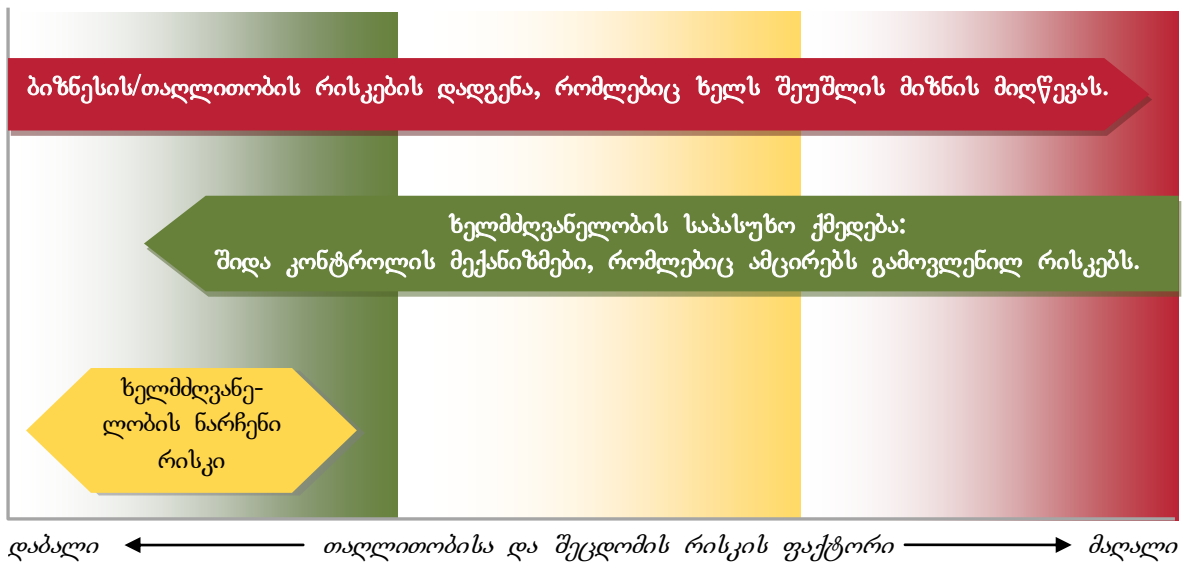 ბიზნესის/თაღლითობის რისკების დადგენა, რომლებიც ხელს შეუშლის მიზნის მიღწევას.
ხელმძღვანელობის საპასუხო ქმედება:
შიდა კონტროლის მექანიზმები, რომლებიც ამცირებს გამოვლენილ რისკებს.
ხელმძღვანე-
ლობის ნარჩენი
რისკი
დაბალი თაღლითობისა და შეცდომის რისკის ფაქტორი მაღალი